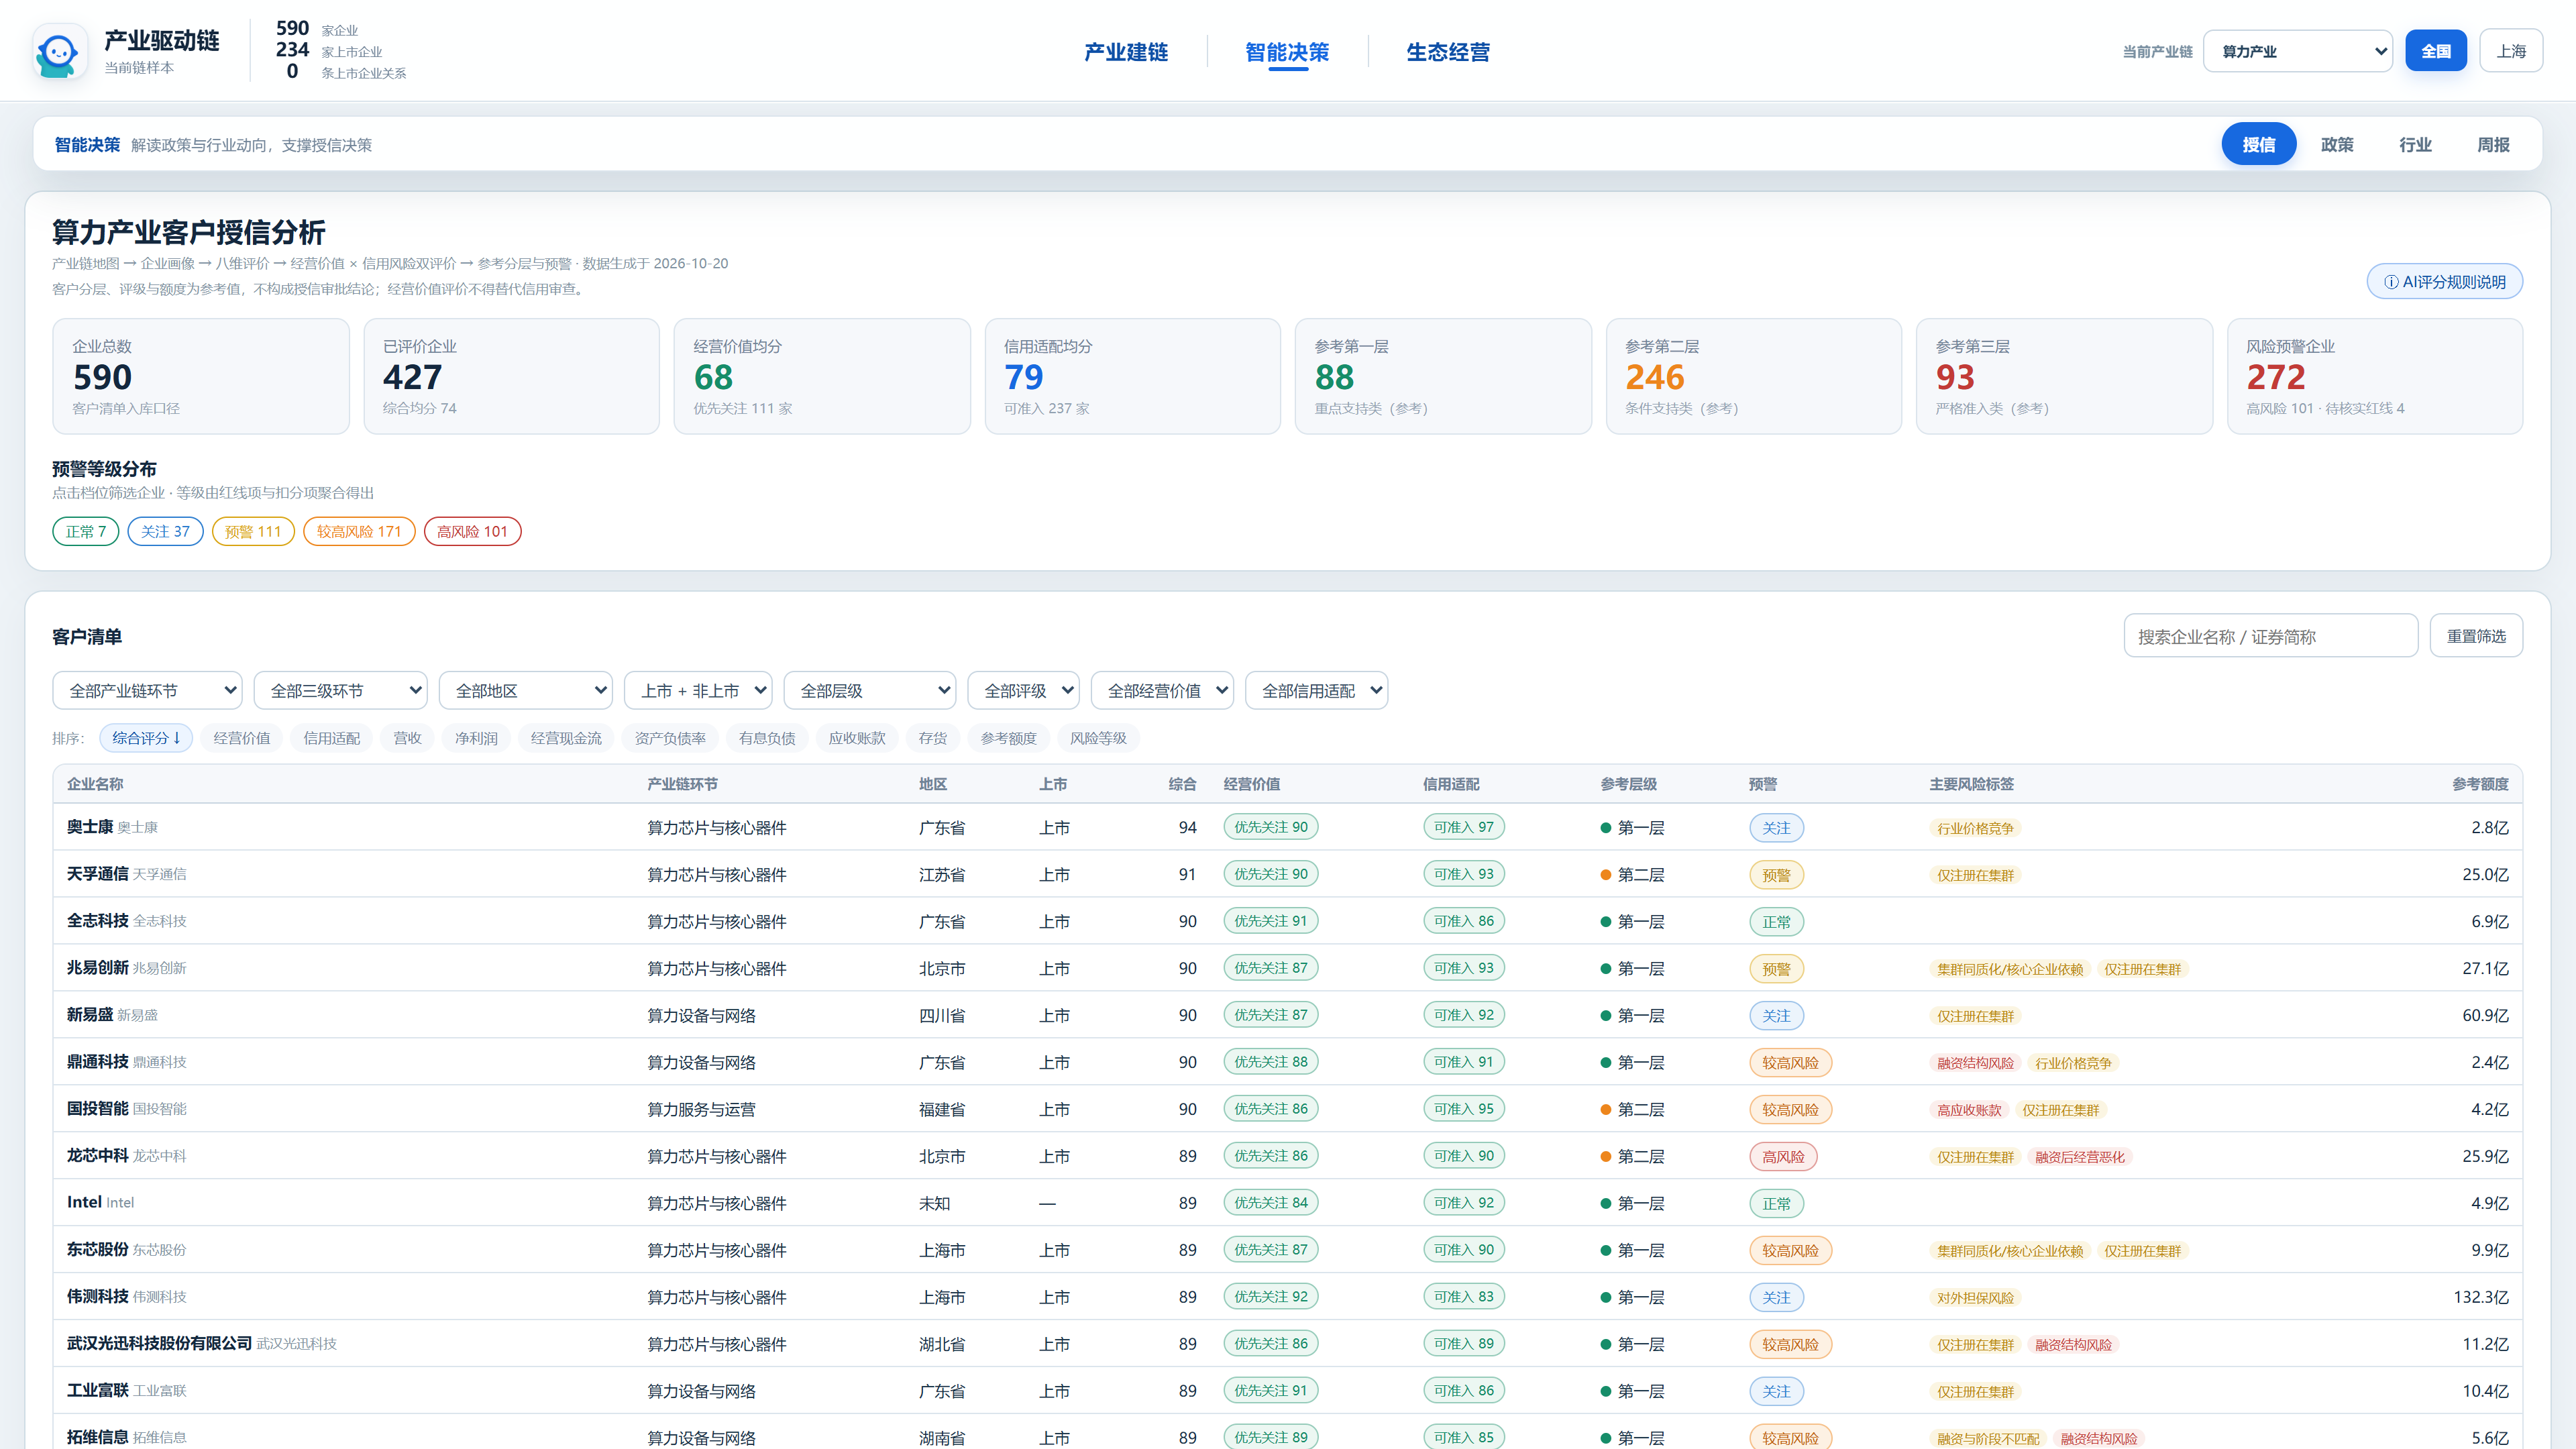 产业驱动链
当前链样本
590 家企业
234 家上市企业
0 条上市企业关系
产业建链 智能决策 生态经营
当前产业链 算力产业 全国 上海
智能决策 解读政策与行业动向，支撑授信决策
授信 政策 行业 周报
算力产业客户授信分析
产业链地图 → 企业画像 → 八维评价 → 经营价值 × 信用风险双评价 → 参考分层与预警 · 数据生成于 2026-10-20
客户分层、评级与额度为参考值，不构成授信审批结论；经营价值评价不得替代信用审查。
ⓘ AI评分规则说明
企业总数 已评价企业 经营价值均分 信用适配均分 参考第一层 参考第二层 参考第三层 风险预警企业
590 427 68 79 88 246 93 272
客户清单入库口径 综合均分 74 优先关注 111 家 可准入 237 家 重点支持类（参考） 条件支持类（参考） 严格准入类（参考） 高风险 101 · 待核实红线 4
预警等级分布
点击档位筛选企业 · 等级由红线项与扣分项聚合得出
正常 7 关注 37 预警 111 较高风险 171 高风险 101
客户清单
搜索企业名称 / 证券简称 重置筛选
全部产业链环节 全部三级环节 全部地区 上市 + 非上市 全部层级 全部评级 全部经营价值 全部信用适配
排序： 综合评分↓ 经营价值 信用适配 营收 净利润 经营现金流 资产负债率 有息负债 应收账款 存货 参考额度 风险等级
企业名称 产业链环节 地区 上市 综合 经营价值 信用适配 参考层级 预警 主要风险标签 参考额度
奥士康 奥士康 算力芯片与核心器件 广东省 上市 94 优先关注 90 可准入 97 第一层 关注 行业价格竞争 2.8亿
天孚通信 天孚通信 算力芯片与核心器件 江苏省 上市 91 优先关注 90 可准入 93 第二层 预警 仅注册在集群 25.0亿
全志科技 全志科技 算力芯片与核心器件 广东省 上市 90 优先关注 91 可准入 86 第一层 正常 6.9亿
兆易创新 兆易创新 算力芯片与核心器件 北京市 上市 90 优先关注 87 可准入 93 第一层 预警 集群同质化/核心企业依赖 仅注册在集群 27.1亿
新易盛 新易盛 算力设备与网络 四川省 上市 90 优先关注 87 可准入 92 第一层 关注 仅注册在集群 60.9亿
鼎通科技 鼎通科技 算力设备与网络 广东省 上市 90 优先关注 88 可准入 91 第一层 较高风险 融资结构风险 行业价格竞争 2.4亿
国投智能 国投智能 算力服务与运营 福建省 上市 90 优先关注 86 可准入 95 第二层 较高风险 高应收账款 仅注册在集群 4.2亿
龙芯中科 龙芯中科 算力芯片与核心器件 北京市 上市 89 优先关注 86 可准入 90 第二层 高风险 仅注册在集群 融资后经营恶化 25.9亿
Intel Intel 算力芯片与核心器件 未知 — 89 优先关注 84 可准入 92 第一层 正常 4.9亿
东芯股份 东芯股份 算力芯片与核心器件 上海市 上市 89 优先关注 87 可准入 90 第一层 较高风险 集群同质化/核心企业依赖 仅注册在集群 9.9亿
伟测科技 伟测科技 算力芯片与核心器件 上海市 上市 89 优先关注 92 可准入 83 第一层 关注 对外担保风险 132.3亿
武汉光迅科技股份有限公司 武汉光迅科技 算力芯片与核心器件 湖北省 上市 89 优先关注 86 可准入 89 第一层 较高风险 仅注册在集群 融资结构风险 11.2亿
工业富联 工业富联 算力设备与网络 广东省 上市 89 优先关注 91 可准入 86 第一层 关注 仅注册在集群 10.4亿
拓维信息 拓维信息 算力设备与网络 湖南省 上市 89 优先关注 89 可准入 85 第一层 较高风险 融资与阶段不匹配 融资结构风险 5.6亿